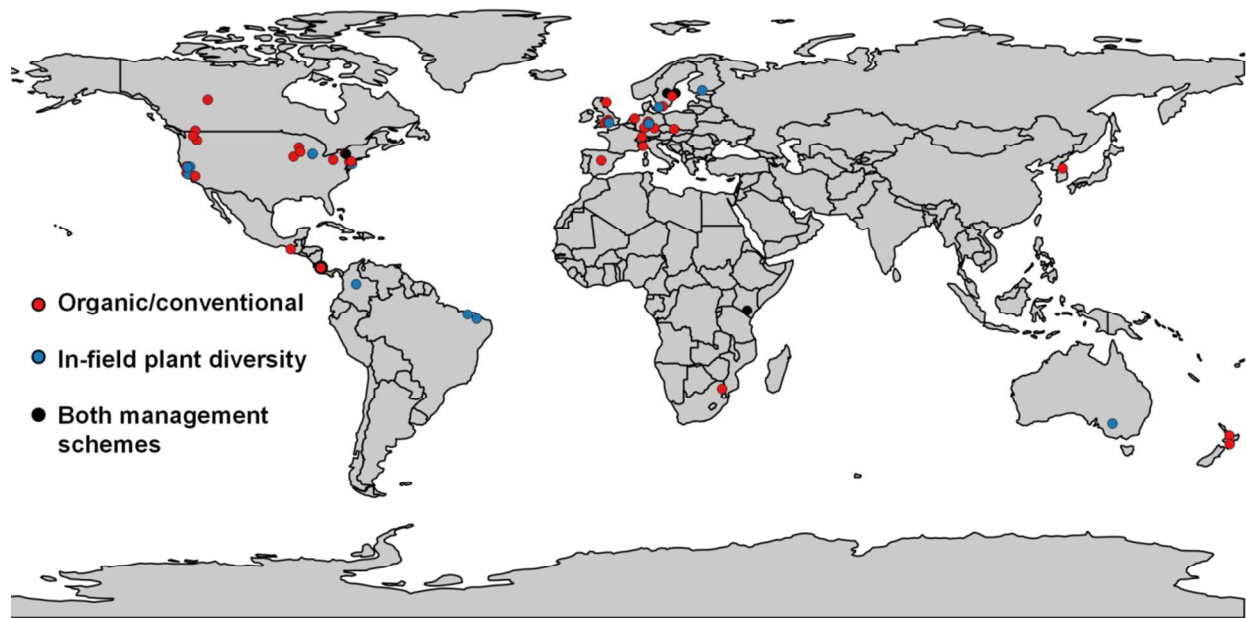 Organic/conventional
In-field plant diversity
Both management
schemes